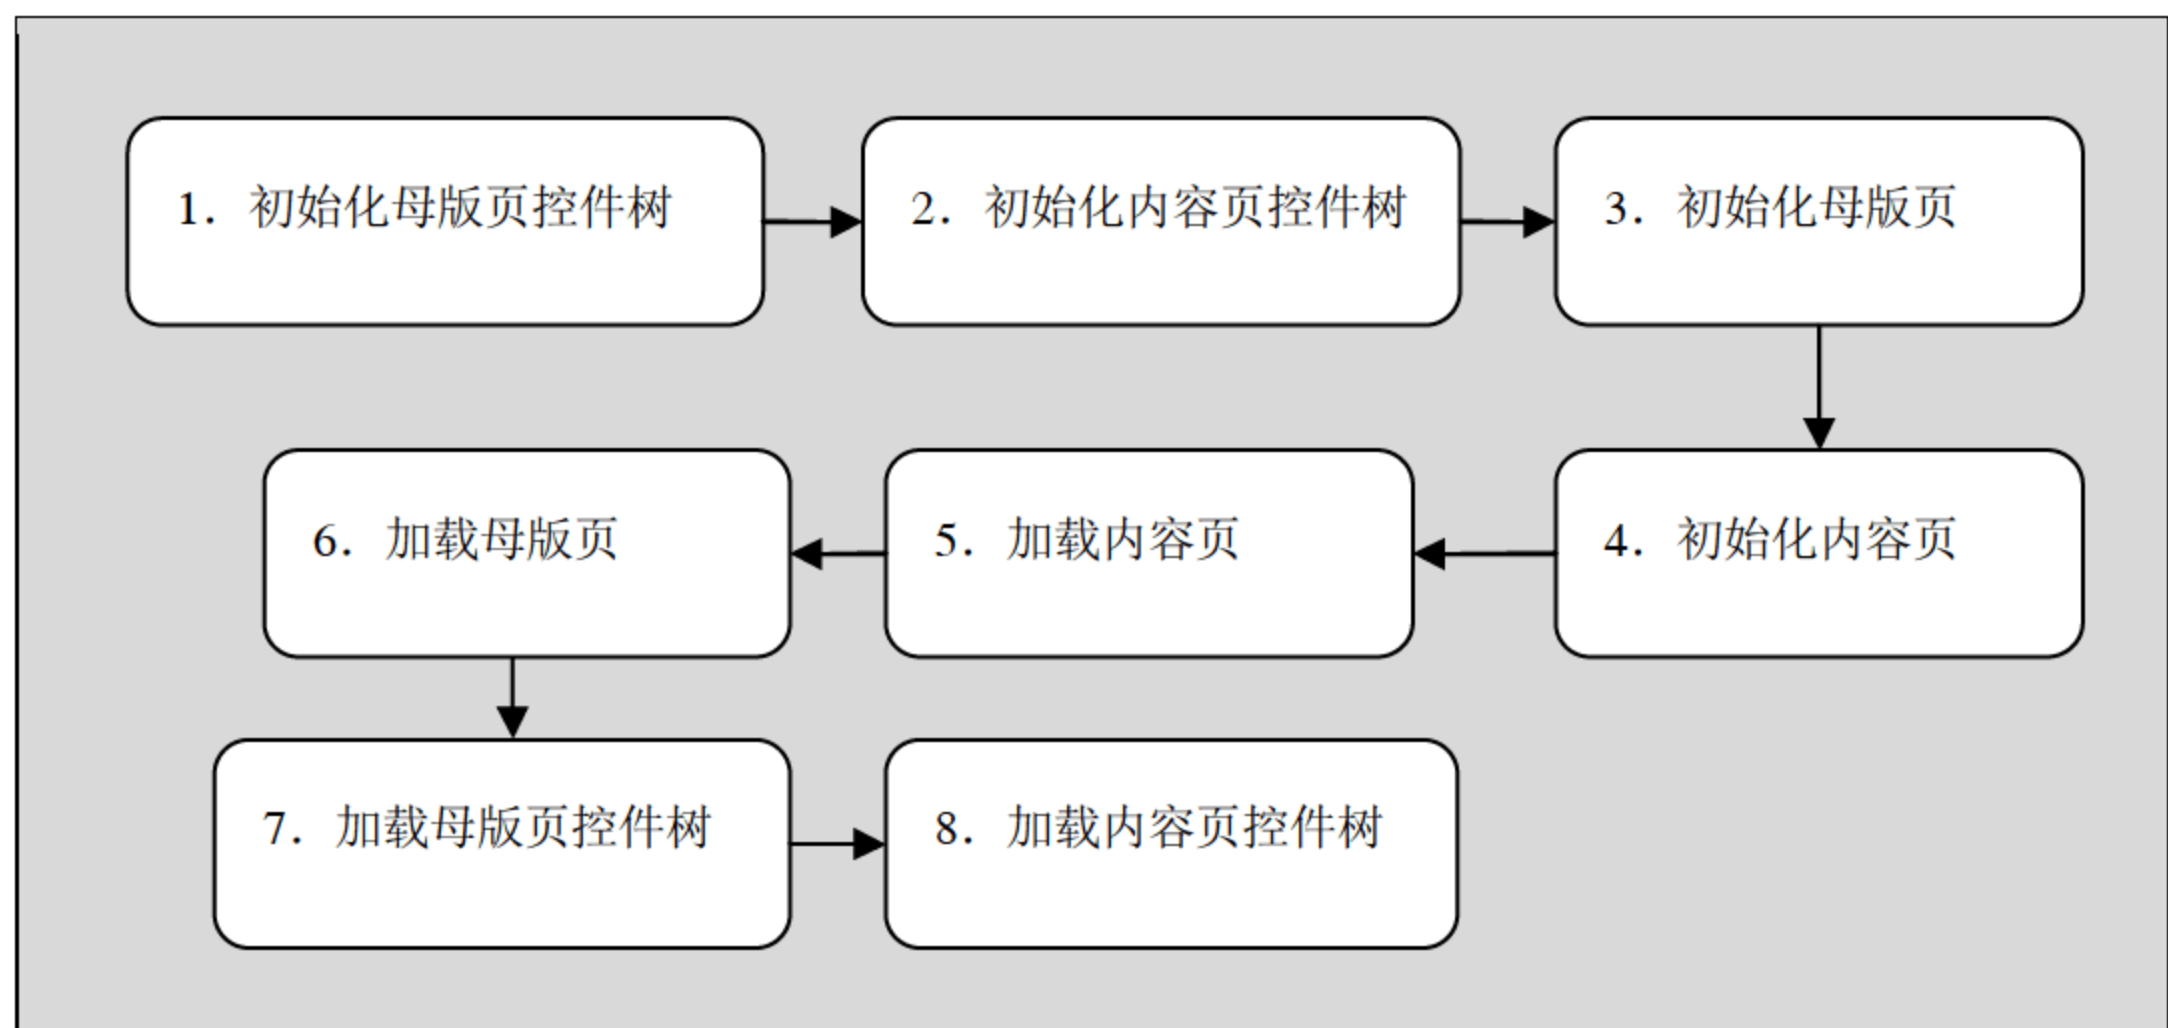 1. 初始化母版页控件树
2. 初始化内容页控件树
3. 初始化母版页
4. 初始化内容页
5. 加载内容页
6. 加载母版页
7. 加载母版页控件树
8. 加载内容页控件树